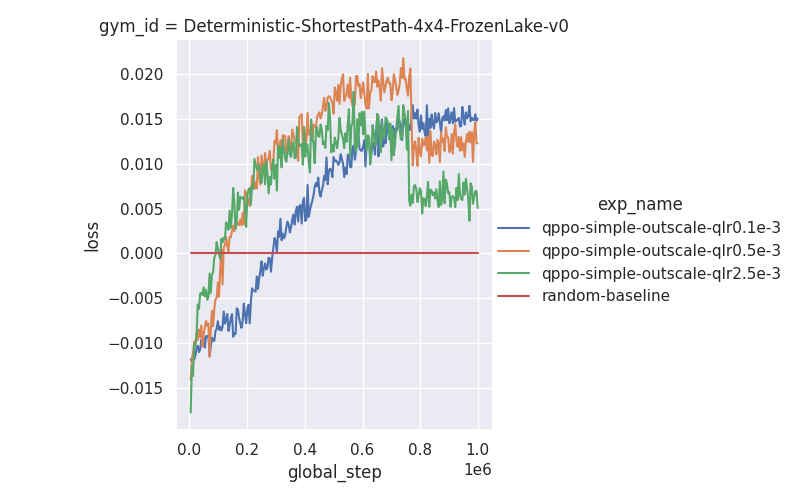 gym_id = Deterministic-ShortestPath-4x4-FrozenLake-v0
0.020
0.015
0.010
0.005
0.000
−0.005
−0.010
−0.015
loss
0.0 0.2 0.4 0.6 0.8 1.0
1e6
global_step
exp_name
qppo-simple-outscale-qlr0.1e-3
qppo-simple-outscale-qlr0.5e-3
qppo-simple-outscale-qlr2.5e-3
random-baseline